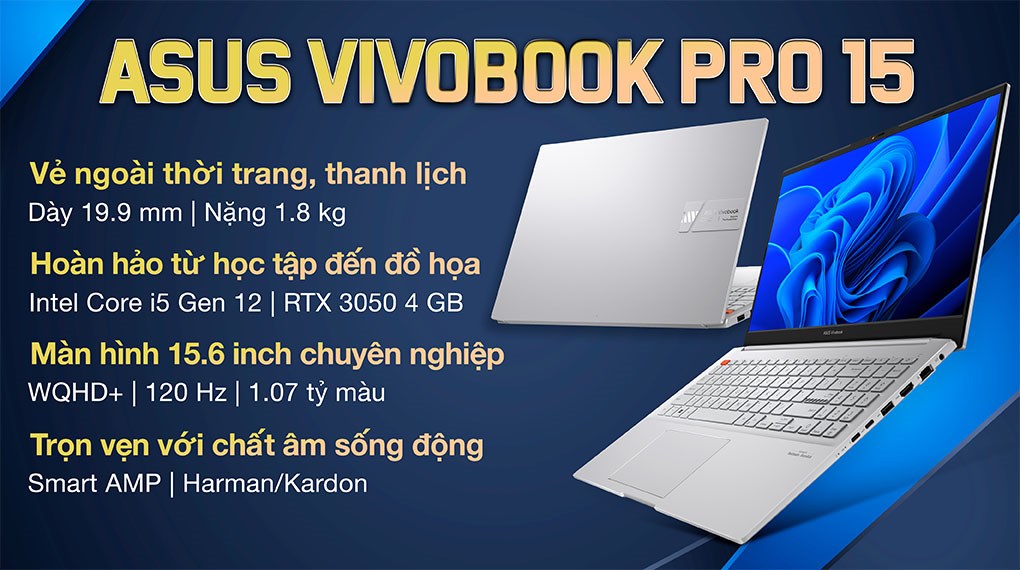 ASUS VIVOBOOK PRO 15
Vẻ ngoài thời trang, thanh lịch
Dày 19.9 mm | Nặng 1.8 kg
Hoàn hảo từ học tập đến đồ họa
Intel Core i5 Gen 12 | RTX 3050 4 GB
Màn hình 15.6 inch chuyên nghiệp
WQHD+ | 120 Hz | 1.07 tỷ màu
Trọn vẹn với chất âm sống động
Smart AMP | Harman/Kardon
ASUS Vivobook